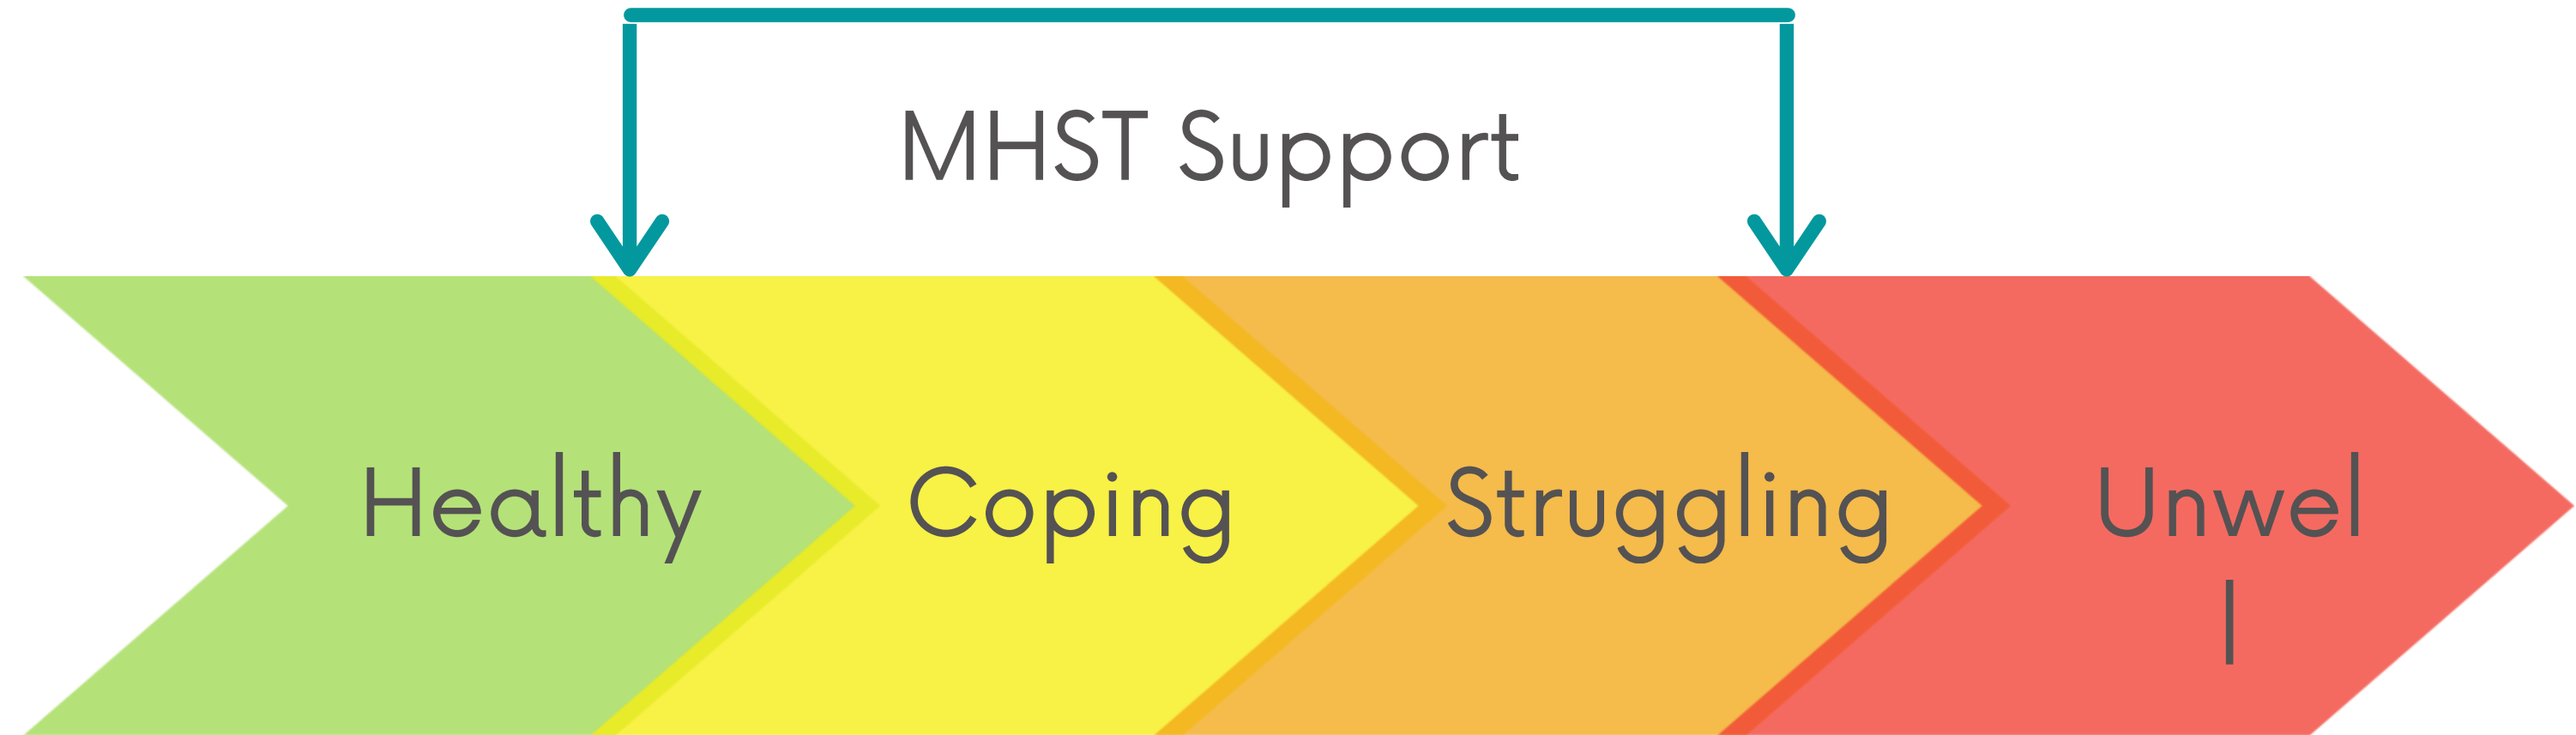 MHST Support
Healthy
Coping
Struggling
Unwel
l